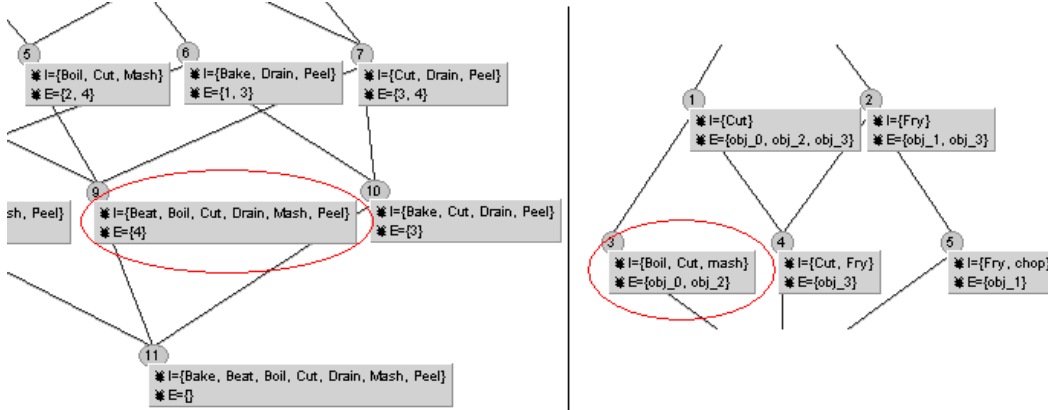 5
I={Boil, Cut, Mash}
E={2, 4}
6
I={Bake, Drain, Peel}
E={1, 3}
7
I={Cut, Drain, Peel}
E={3, 4}
Peel}
9
I={Beat, Boil, Cut, Drain, Mash, Peel}
E={4}
10
I={Bake, Cut, Drain, Peel}
E={3}
11
I={Bake, Beat, Boil, Cut, Drain, Mash, Peel}
E={}
1
I={Cut}
E={obj_0, obj_2, obj_3}
2
I={Fry}
E={obj_1, obj_3}
3
I={Boil, Cut, mash}
E={obj_0, obj_2}
4
I={Cut, Fry}
E={obj_3}
5
I={Fry, chop}
E={obj_1}